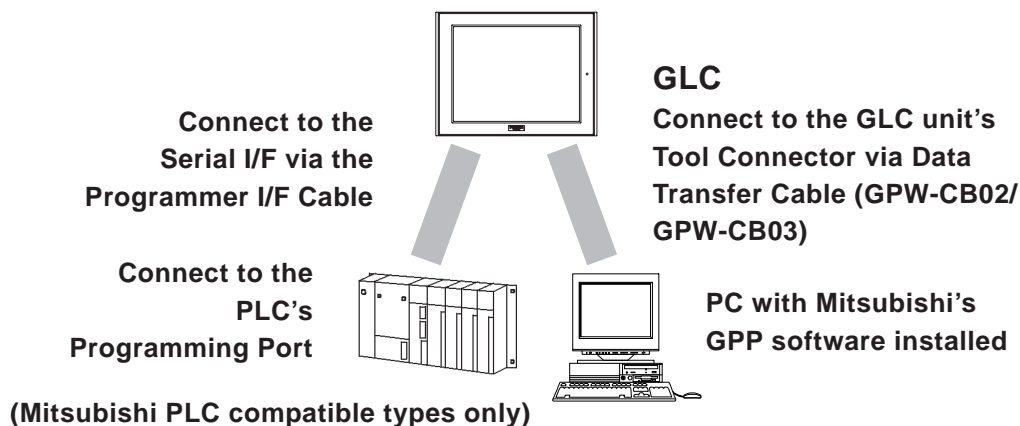 GLC
Connect to the
Serial I/F via the
Programmer I/F Cable
Connect to the GLC unit's
Tool Connector via Data
Transfer Cable (GPW-CB02/
GPW-CB03)
Connect to the
PLC's
Programming Port
PC with Mitsubishi's
GPP software installed
(Mitsubishi PLC compatible types only)